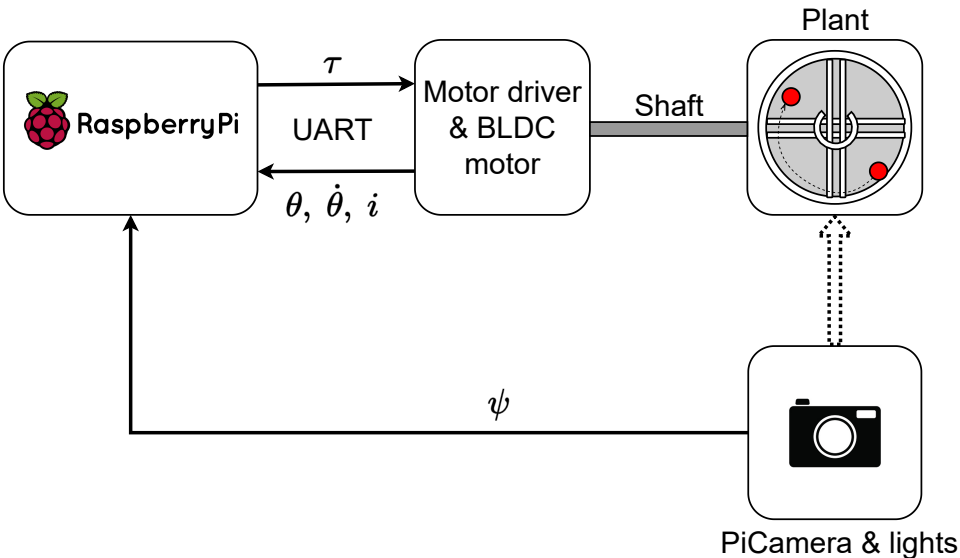 Plant
τ
RaspberryPi
UART
θ, θ̇, i
Motor driver
& BLDC
motor
Shaft
ψ
PiCamera & lights